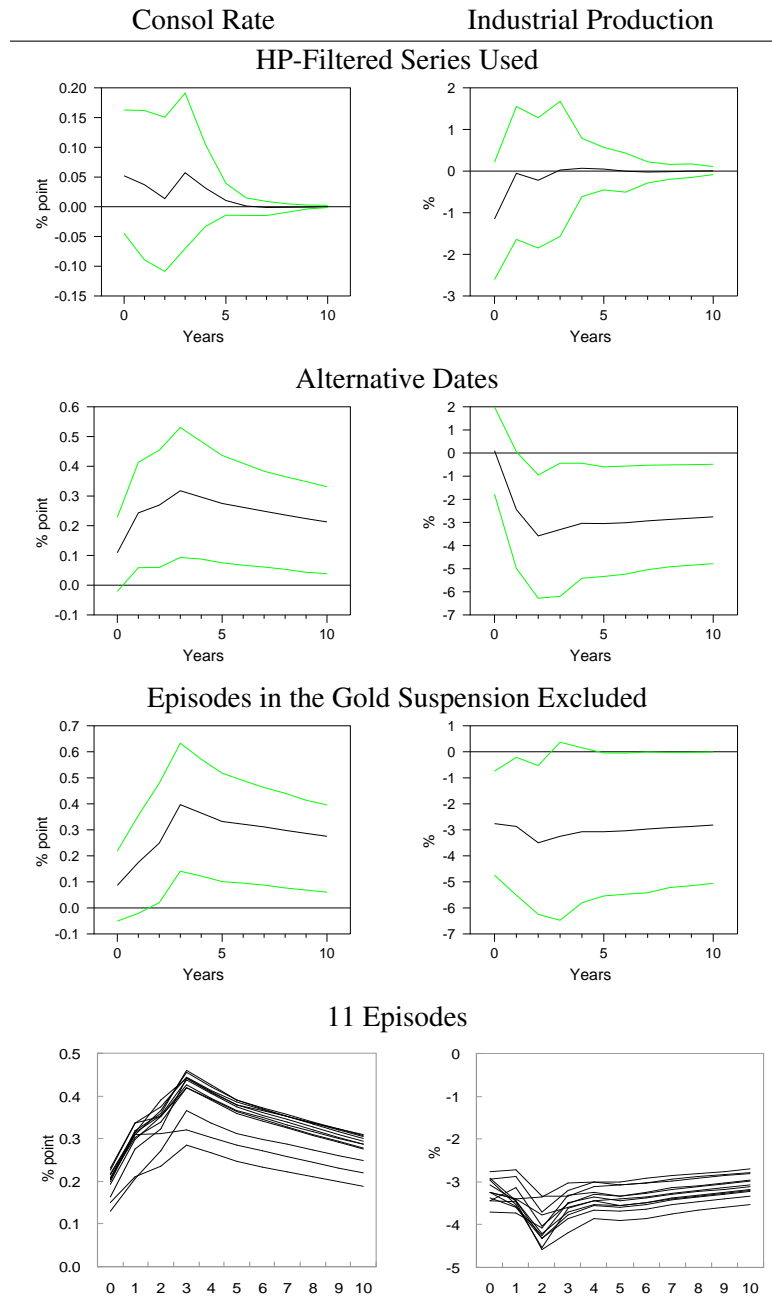 Consol Rate Industrial Production
HP-Filtered Series Used
0.20
0.15
0.10
0.05
0.00
-0.05
-0.10
-0.15
% point
0 5 10
Years
2
1
0
-1
-2
-3
%
0 5 10
Years
Alternative Dates
0.6
0.5
0.4
0.3
0.2
0.1
0.0
-0.1
% point
0 5 10
Years
2
1
0
-1
-2
-3
-4
-5
-6
-7
%
0 5 10
Years
Episodes in the Gold Suspension Excluded
0.7
0.6
0.5
0.4
0.3
0.2
0.1
0.0
-0.1
% point
0 5 10
Years
1
0
-1
-2
-3
-4
-5
-6
-7
%
0 5 10
Years
11 Episodes
0.5
0.4
0.3
0.2
0.1
0.0
% point
0 1 2 3 4 5 6 7 8 9 10
0
-1
-2
-3
-4
-5
%
0 1 2 3 4 5 6 7 8 9 10